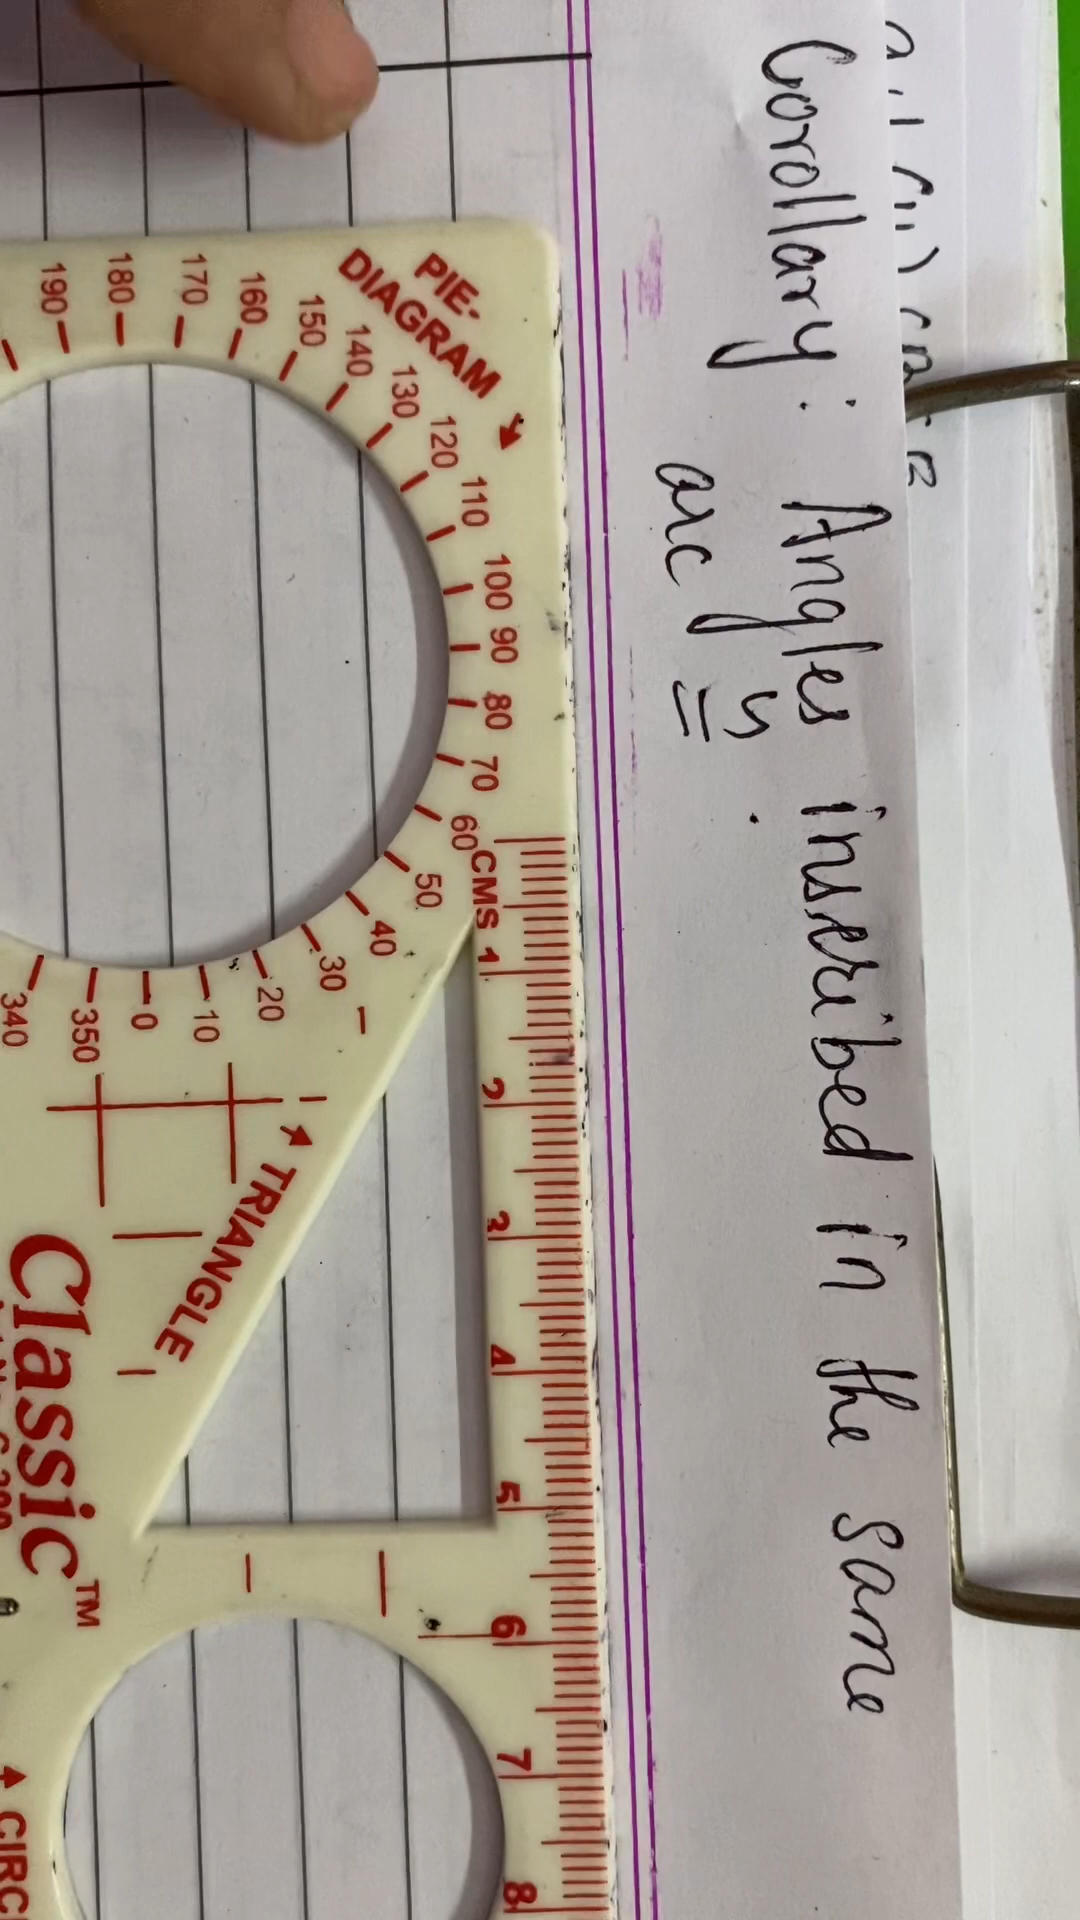 Corollary: Angles inscribed in the same
arc y =
PIE-
DIAGRAM
190 180 170 160 150 140 130 120 110 100 90 80 70 60 50 40 30 20 10 0 350 340
CMS 1 2 3 4 5 6 7 8
TRIANGLE
Classic™